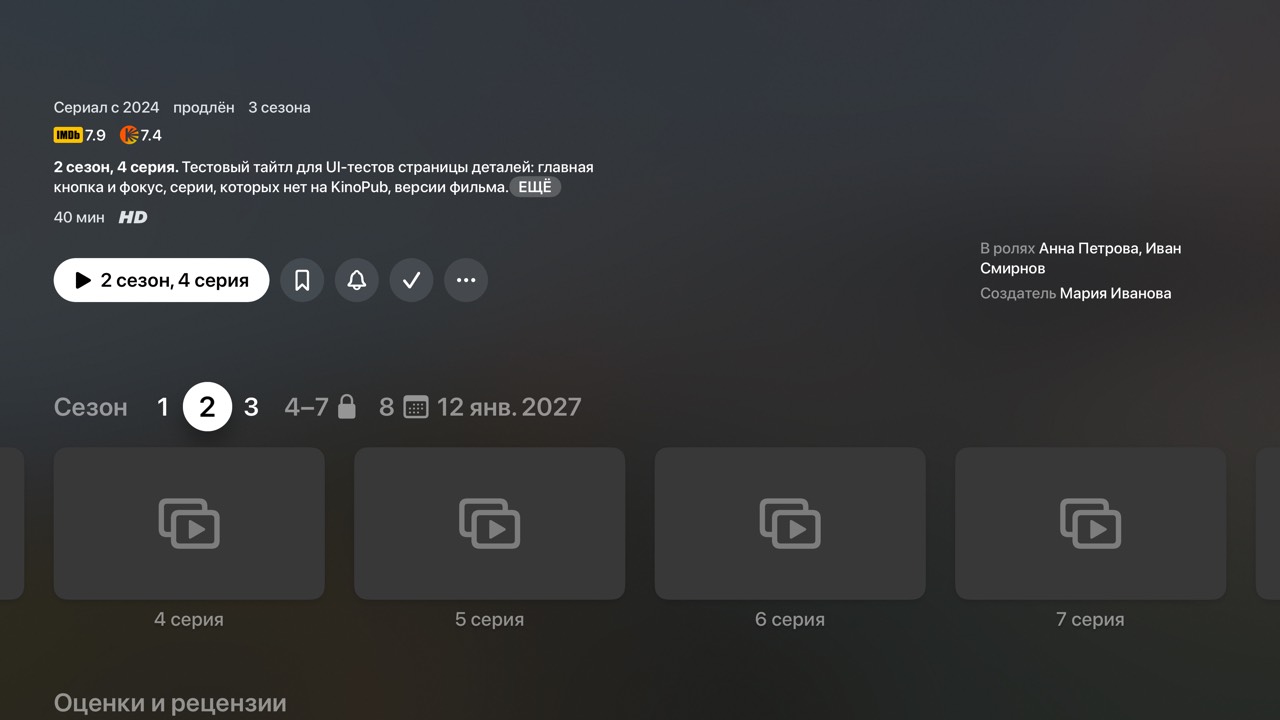 Сериал с 2024 продлён 3 сезона
IMDb 7.9 7.4
2 сезон, 4 серия. Тестовый тайтл для UI-тестов страницы деталей: главная
кнопка и фокус, серии, которых нет на KinoPub, версии фильма. ЕЩЁ
40 мин HD
2 сезон, 4 серия
В ролях Анна Петрова, Иван
Смирнов
Создатель Мария Иванова
Сезон 1 2 3 4–7 8 12 янв. 2027
4 серия
5 серия
6 серия
7 серия
Оценки и рецензии